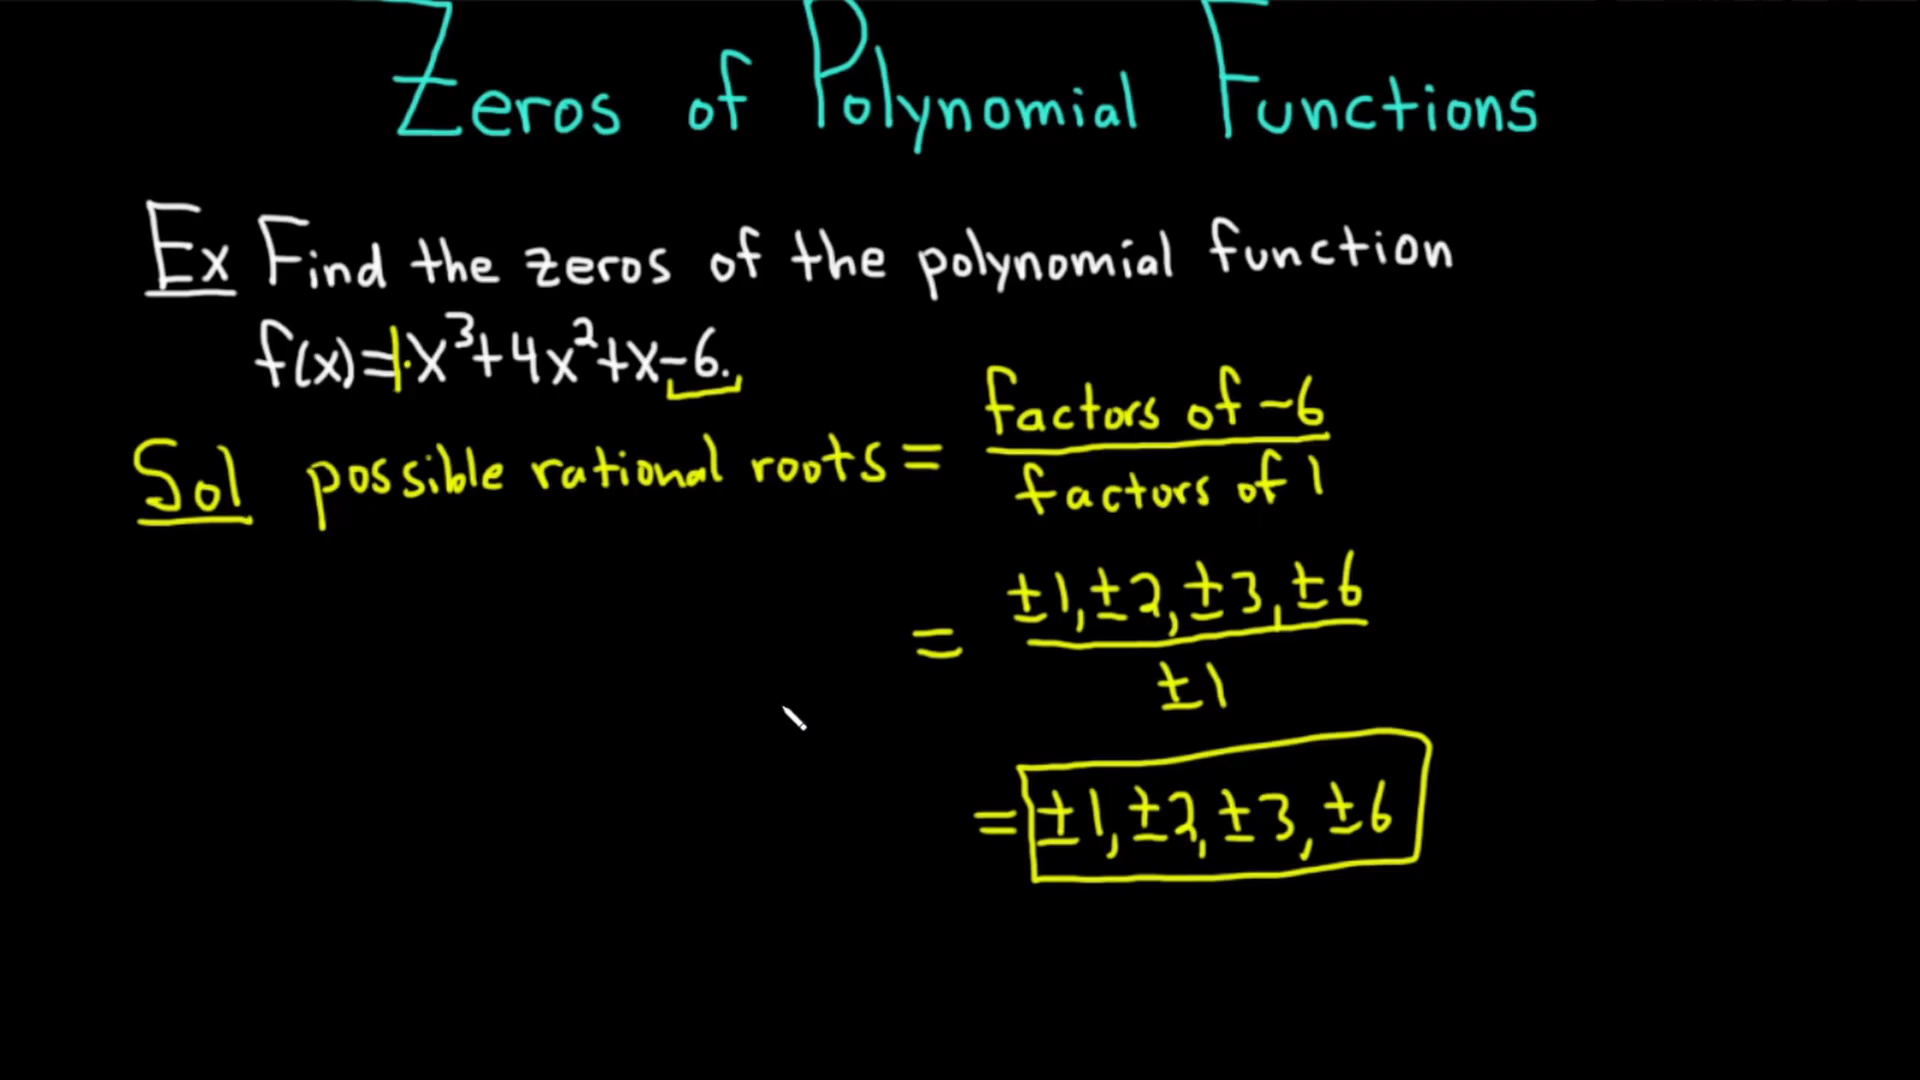 Zeros of Polynomial Functions
Ex Find the zeros of the polynomial function
f(x)=1·x³+4x²+x-6.
Sol possible rational roots = factors of -6
factors of 1
= ±1, ±2, ±3, ±6
±1
= ±1, ±2, ±3, ±6